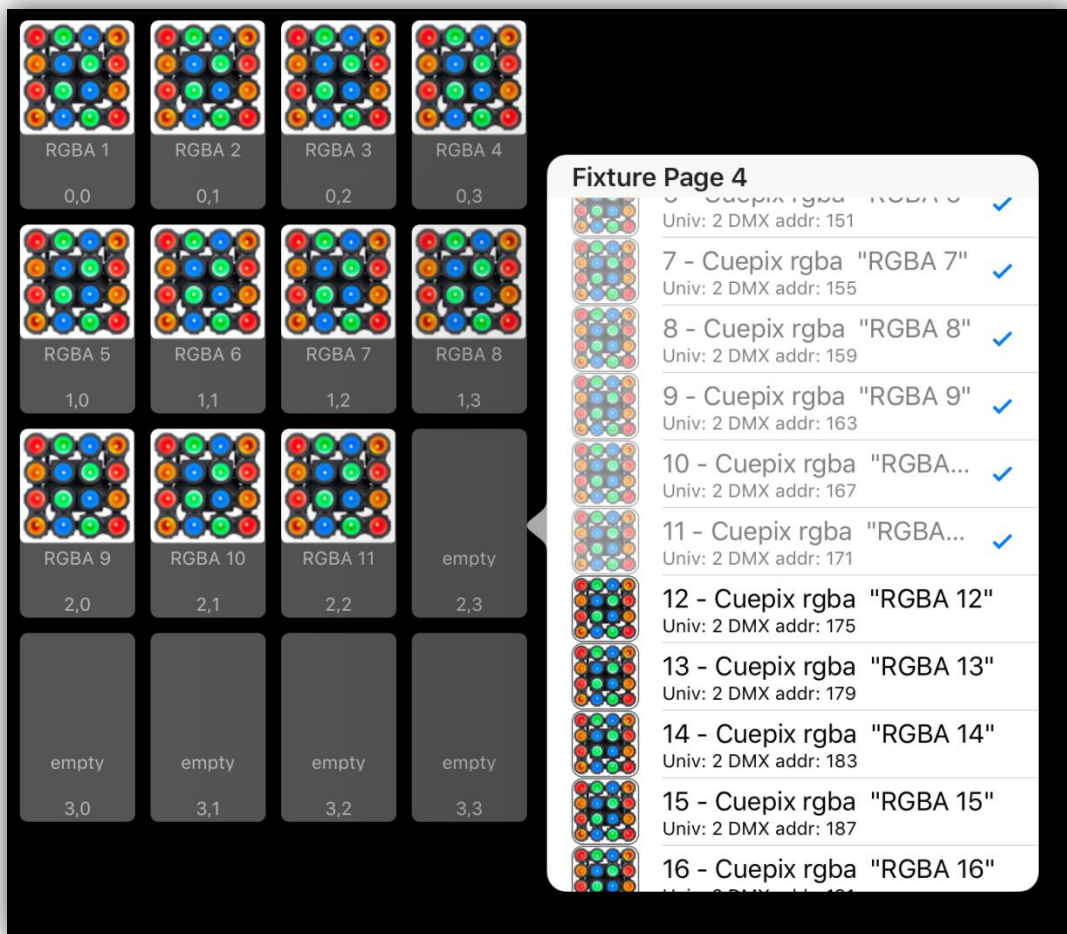 RGBA 1
0,0
RGBA 2
0,1
RGBA 3
0,2
RGBA 4
0,3
RGBA 5
1,0
RGBA 6
1,1
RGBA 7
1,2
RGBA 8
1,3
RGBA 9
2,0
RGBA 10
2,1
RGBA 11
2,2
empty
2,3
empty
3,0
empty
3,1
empty
3,2
empty
3,3
Fixture Page 4
Univ: 2 DMX addr: 151
7 - Cuepix rgba "RGBA 7"
Univ: 2 DMX addr: 155
8 - Cuepix rgba "RGBA 8"
Univ: 2 DMX addr: 159
9 - Cuepix rgba "RGBA 9"
Univ: 2 DMX addr: 163
10 - Cuepix rgba "RGBA...
Univ: 2 DMX addr: 167
11 - Cuepix rgba "RGBA...
Univ: 2 DMX addr: 171
12 - Cuepix rgba "RGBA 12"
Univ: 2 DMX addr: 175
13 - Cuepix rgba "RGBA 13"
Univ: 2 DMX addr: 179
14 - Cuepix rgba "RGBA 14"
Univ: 2 DMX addr: 183
15 - Cuepix rgba "RGBA 15"
Univ: 2 DMX addr: 187
16 - Cuepix rgba "RGBA 16"